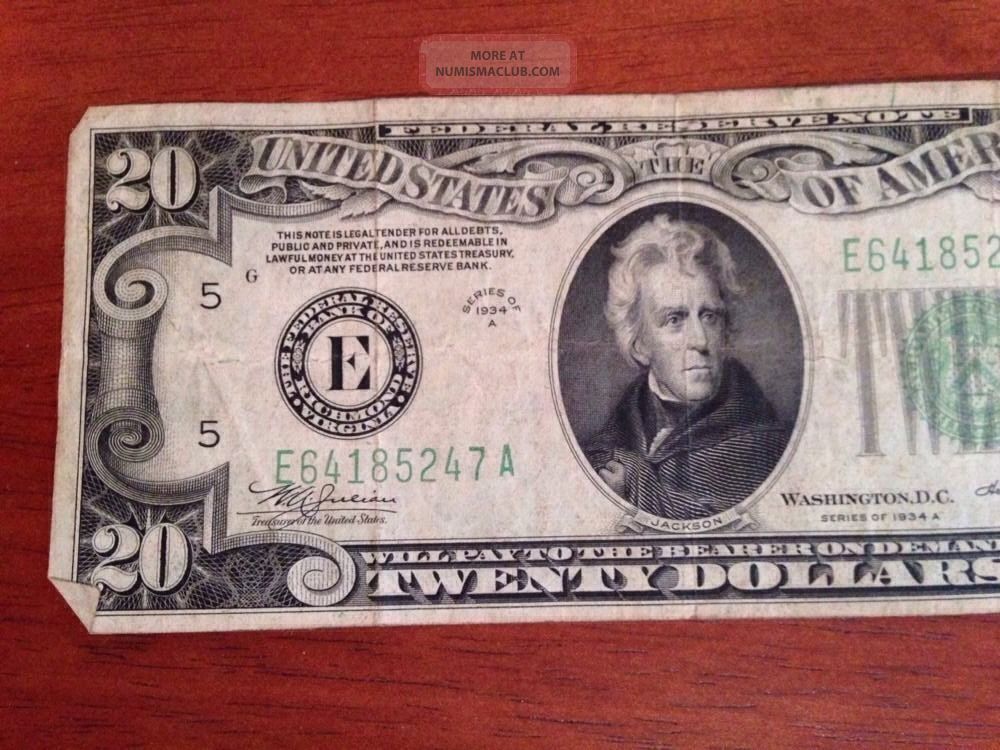 MORE AT
NUMISMACLUB.COM
FEDERAL RESERVE NOTE
20
UNITED STATES
THE
OF AMER
THIS NOTE IS LEGAL TENDER FOR ALL DEBTS,
PUBLIC AND PRIVATE, AND IS REDEEMABLE IN
LAWFUL MONEY AT THE UNITED STATES TREASURY,
OR AT ANY FEDERAL RESERVE BANK.
G
5
SERIES OF
1934
A
E641852
THE FEDERAL RESERVE
BANK OF
E
RICHMOND
VIRGINIA
5
E64185247A
W.A. Julian
Treasurer of the United States.
JACKSON
WASHINGTON, D.C.
SERIES OF 1934 A
20
WILL PAY TO THE BEARER ON DEMAN
TWENTY DOLLARS